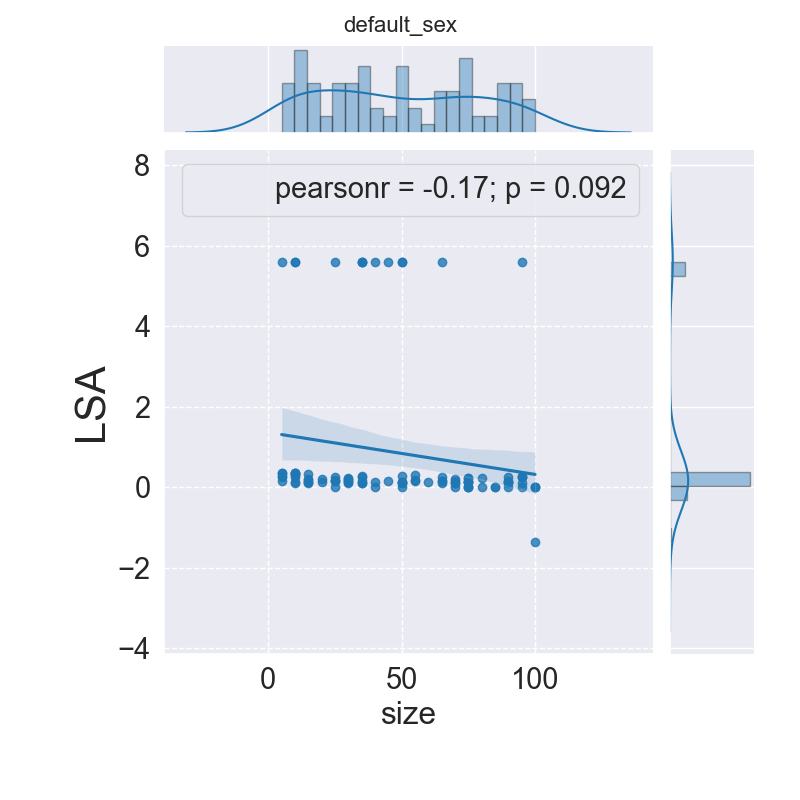 default_sex
pearsonr = -0.17; p = 0.092
8
6
4
2
0
−2
−4
LSA
0 50 100
size